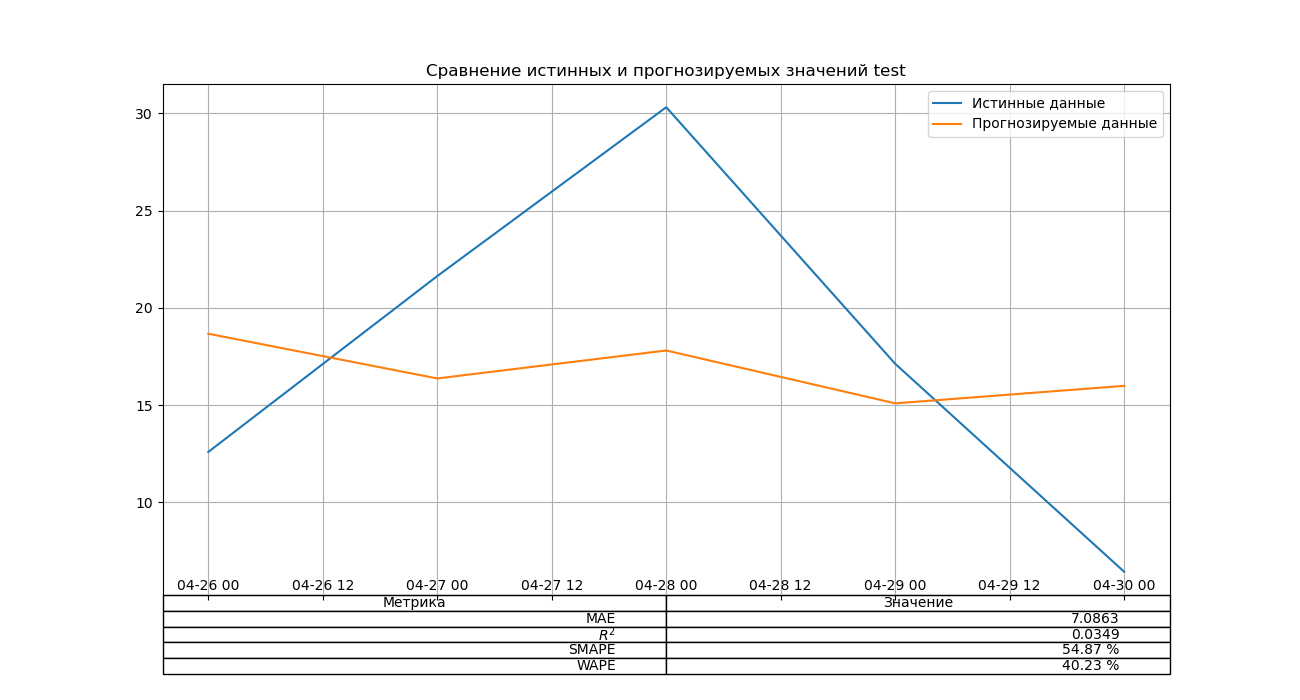 Сравнение истинных и прогнозируемых значений test
Истинные данные
Прогнозируемые данные
30
25
20
15
10
04-26 00 04-26 12 04-27 00 04-27 12 04-28 00 04-28 12 04-29 00 04-29 12 04-30 00
Метрика Значение
MAE 7.0863
R² 0.0349
SMAPE 54.87 %
WAPE 40.23 %